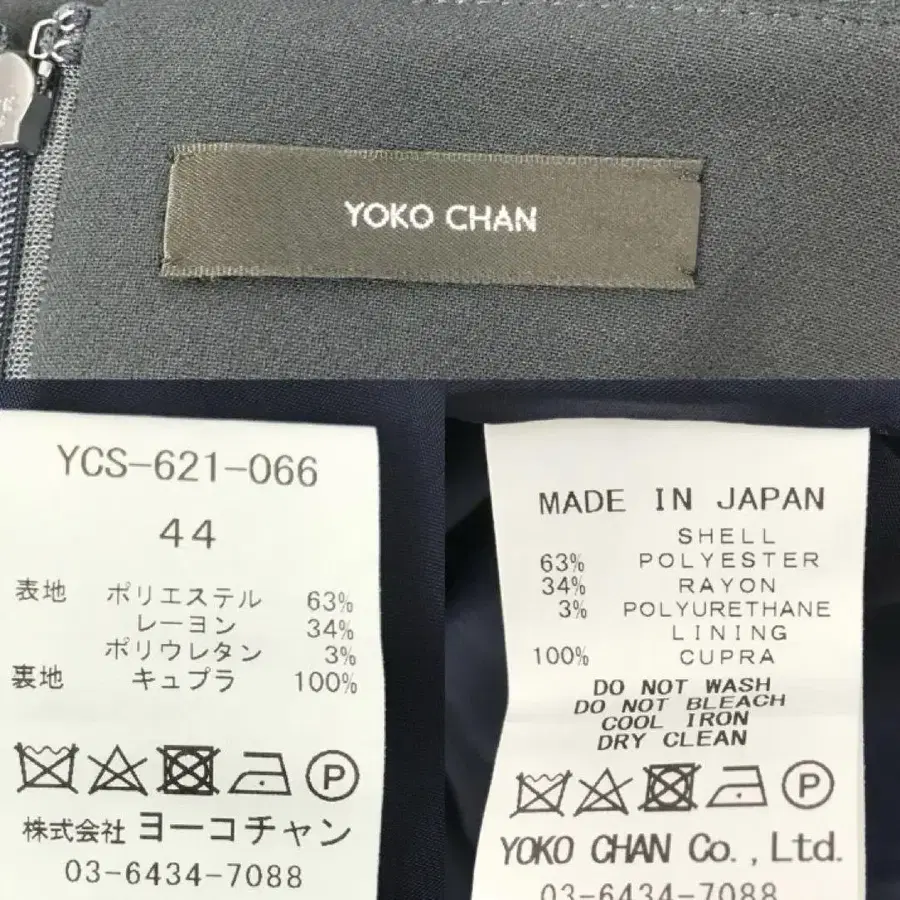 YOKO CHAN
YCS-621-066
44
表地 ポリエステル 63%
レーヨン 34%
ポリウレタン 3%
裏地 キュプラ 100%
P
株式会社 ヨーコチャン
03-6434-7088
MADE IN JAPAN
SHELL
63% POLYESTER
34% RAYON
3% POLYURETHANE
LINING
100% CUPRA
DO NOT WASH
DO NOT BLEACH
COOL IRON
DRY CLEAN
P
YOKO CHAN Co.,Ltd.
03-6434-7088